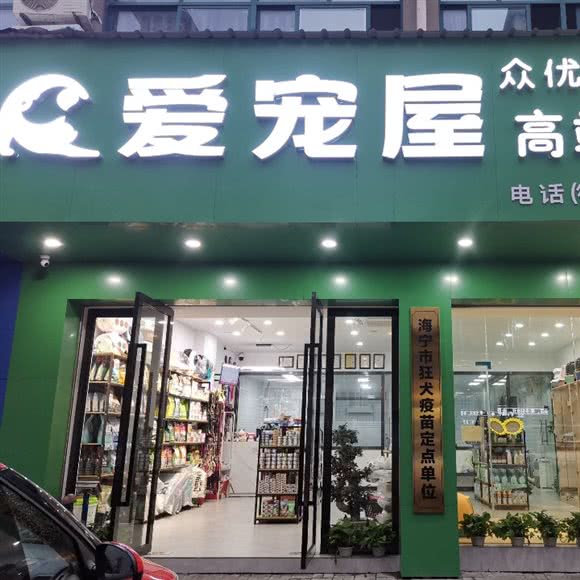 爱宠屋
众优
高
电话(
海宁市狂犬疫苗定点单位